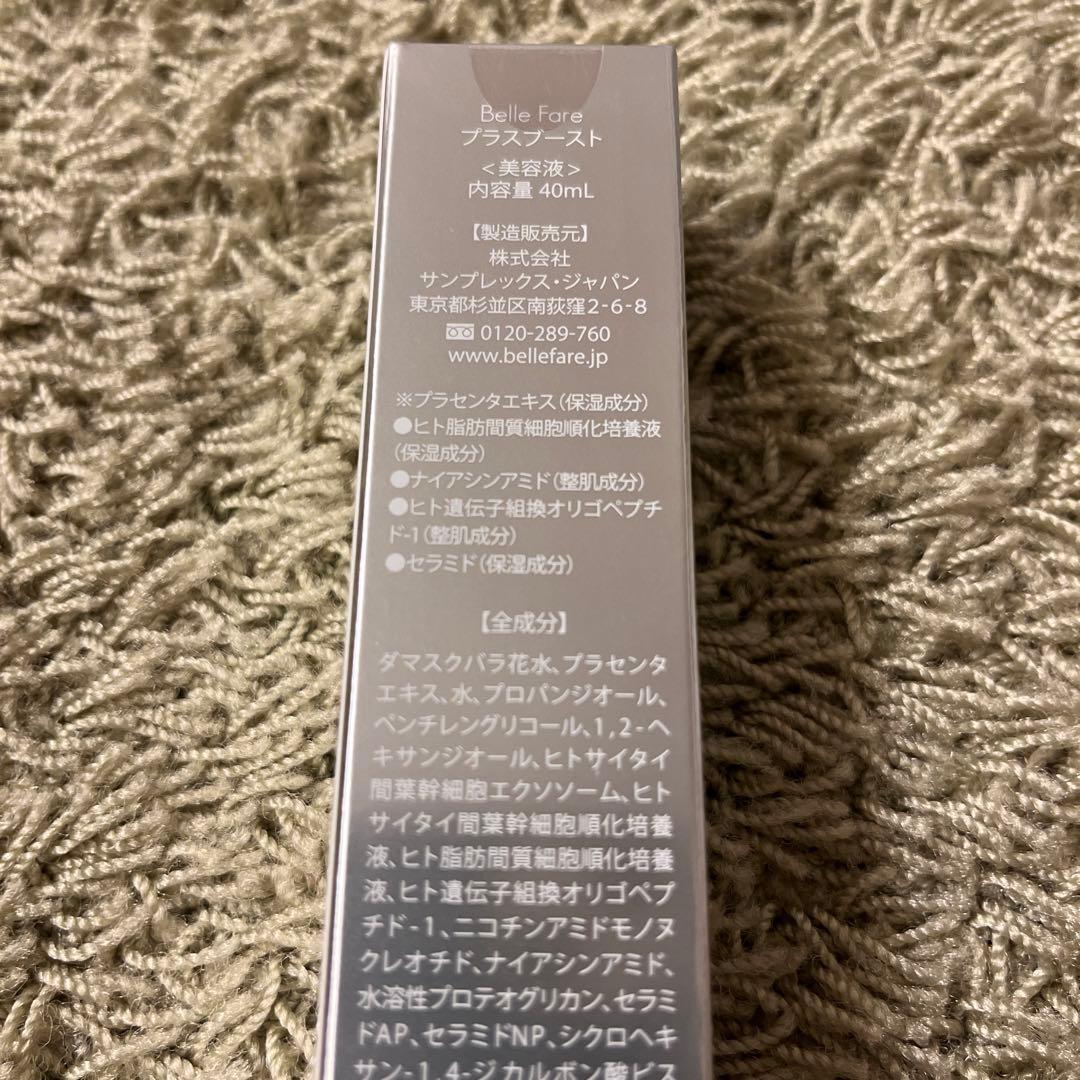 Belle Fare
プラスブースト
＜美容液＞
内容量 40mL
【製造販売元】
株式会社
サンプレックス・ジャパン
東京都杉並区南荻窪2-6-8
0120-289-760
www.bellefare.jp
※プラセンタエキス（保湿成分）
●ヒト脂肪間質細胞順化培養液
（保湿成分）
●ナイアシンアミド（整肌成分）
●ヒト遺伝子組換オリゴペプチ
ド-1（整肌成分）
●セラミド（保湿成分）
【全成分】
ダマスクバラ花水、プラセンタ
エキス、水、プロパンジオール、
ペンチレングリコール、1,2-ヘ
キサンジオール、ヒトサイタイ
間葉幹細胞エクソソーム、ヒト
サイタイ間葉幹細胞順化培養
液、ヒト脂肪間質細胞順化培養
液、ヒト遺伝子組換オリゴペプ
チド-1、ニコチンアミドモノヌ
クレオチド、ナイアシンアミド、
水溶性プロテオグリカン、セラミ
ドAP、セラミドNP、シクロヘキ
サン-1,4-ジカルボン酸ビス